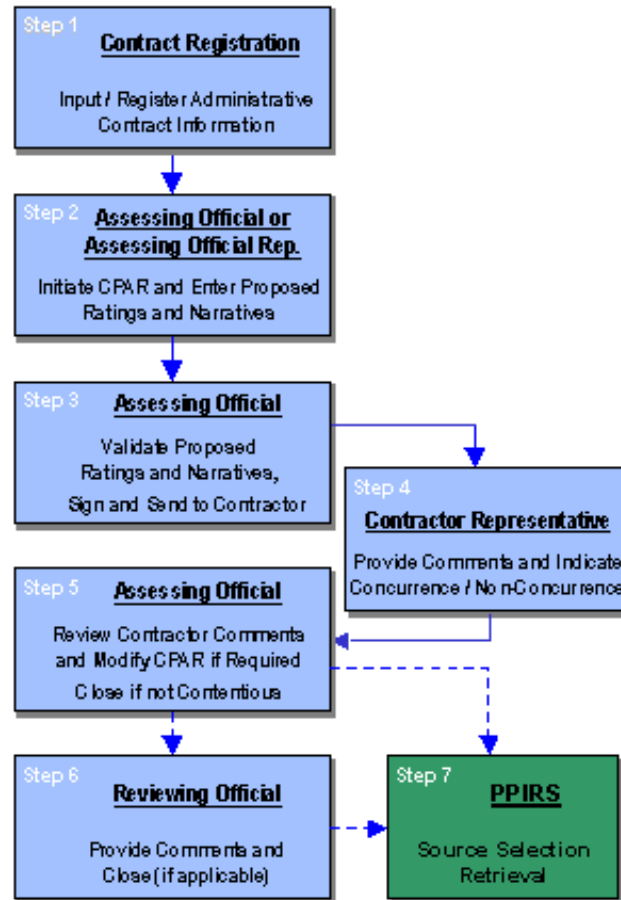 Step 1
Contract Registration
Input / Register Administrative
Contract Information
Step 2
Assessing Official or
Assessing Official Rep.
Initiate CPAR and Enter Proposed
Ratings and Narratives
Step 3
Assessing Official
Validate Proposed
Ratings and Narratives,
Sign and Send to Contractor
Step 4
Contractor Representative
Provide Comments and Indicate
Concurrence / Non-Concurrence
Step 5
Assessing Official
Review Contractor Comments
and Modify CPAR if Required
Close if not Contentious
Step 6
Reviewing Official
Provide Comments and
Close (if applicable)
Step 7
PPIRS
Source Selection
Retrieval